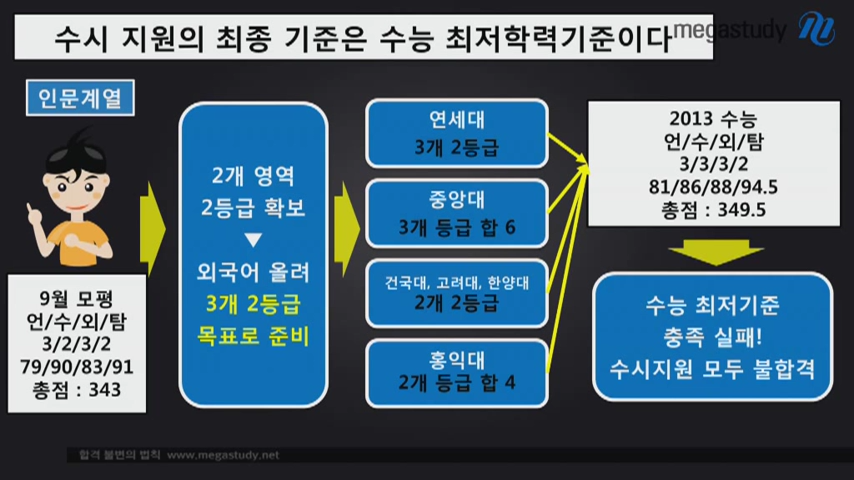 수시 지원의 최종 기준은 수능 최저학력기준이다
megastudy
인문계열
9월 모평
언/수/외/탐
3/2/3/2
79/90/83/91
총점 : 343
2개 영역
2등급 확보
외국어 올려
3개 2등급
목표로 준비
연세대
3개 2등급
중앙대
3개 등급 합 6
건국대, 고려대, 한양대
2개 2등급
홍익대
2개 등급 합 4
2013 수능
언/수/외/탐
3/3/3/2
81/86/88/94.5
총점 : 349.5
수능 최저기준
충족 실패!
수시지원 모두 불합격
합격 불변의 법칙 www.megastudy.net